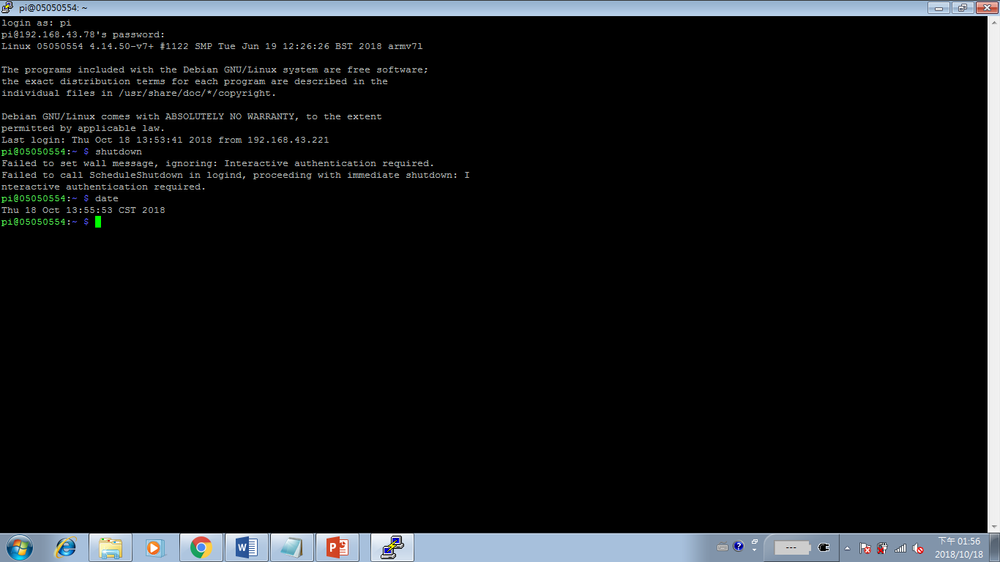 pi@05050554: ~
login as: pi
pi@192.168.43.78's password:
Linux 05050554 4.14.50-v7+ #1122 SMP Tue Jun 19 12:26:26 BST 2018 armv7l
The programs included with the Debian GNU/Linux system are free software;
the exact distribution terms for each program are described in the
individual files in /usr/share/doc/*/copyright.
Debian GNU/Linux comes with ABSOLUTELY NO WARRANTY, to the extent
permitted by applicable law.
Last login: Thu Oct 18 13:53:41 2018 from 192.168.43.221
pi@05050554:~ $ shutdown
Failed to set wall message, ignoring: Interactive authentication required.
Failed to call ScheduleShutdown in logind, proceeding with immediate shutdown: I
nteractive authentication required.
pi@05050554:~ $ date
Thu 18 Oct 13:55:53 CST 2018
pi@05050554:~ $
---
下午 01:56
2018/10/18